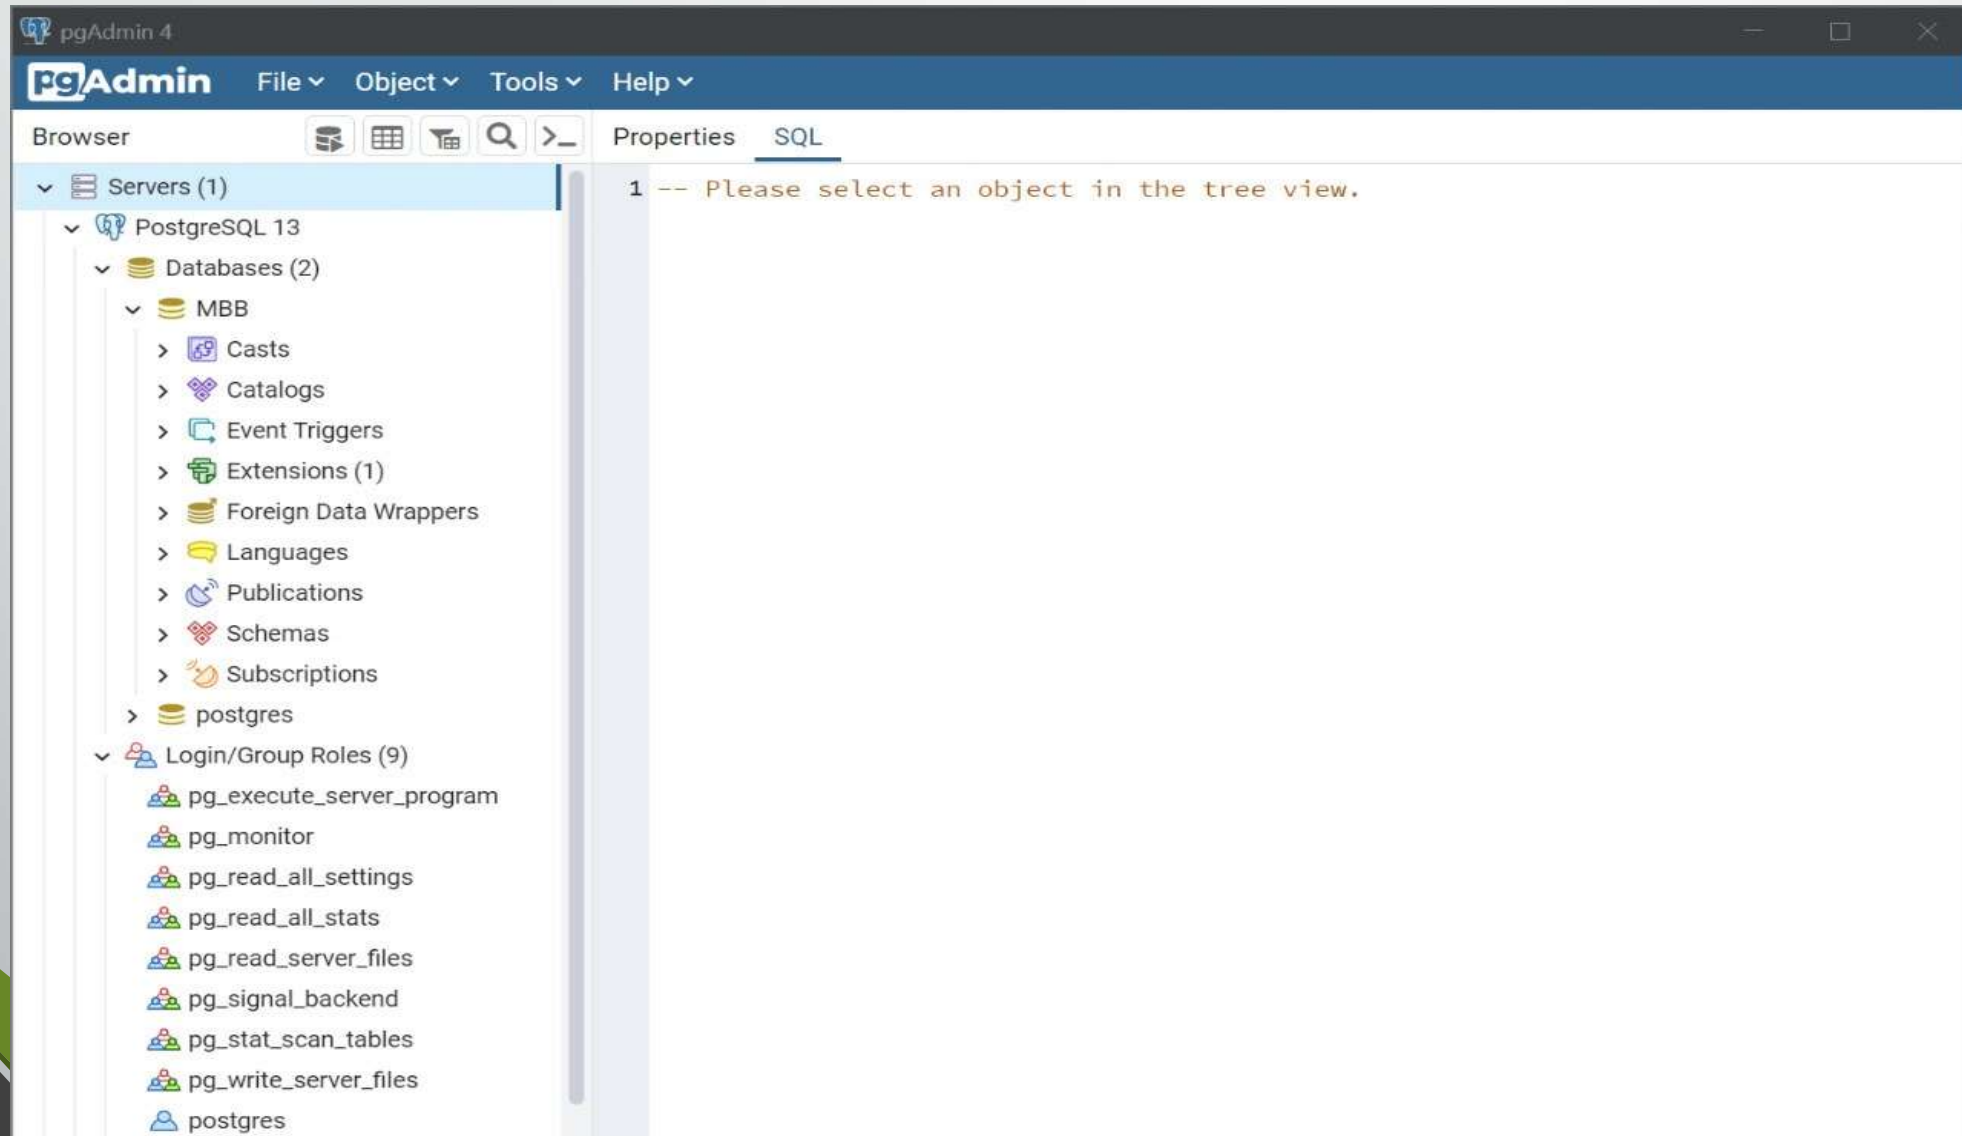 pgAdmin 4
pgAdmin File Object Tools Help
Browser Properties SQL
Servers (1)
1 -- Please select an object in the tree view.
PostgreSQL 13
Databases (2)
MBB
Casts
Catalogs
Event Triggers
Extensions (1)
Foreign Data Wrappers
Languages
Publications
Schemas
Subscriptions
postgres
Login/Group Roles (9)
pg_execute_server_program
pg_monitor
pg_read_all_settings
pg_read_all_stats
pg_read_server_files
pg_signal_backend
pg_stat_scan_tables
pg_write_server_files
postgres